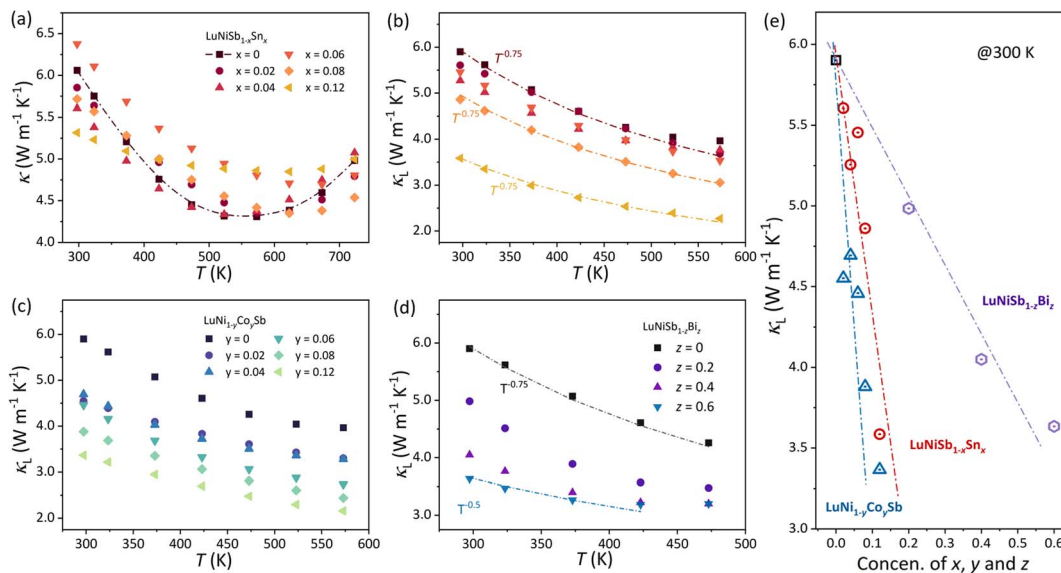 (a)
LuNiSb1-xSnx
x = 0
x = 0.06
x = 0.02
x = 0.08
x = 0.04
x = 0.12
κ (W m⁻¹ K⁻¹)
6.5
6.0
5.5
5.0
4.5
4.0
300
400
500
600
700
T (K)
(b)
T⁻⁰·⁷⁵
T⁻⁰·⁷⁵
T⁻⁰·⁷⁵
κL (W m⁻¹ K⁻¹)
6.0
5.0
4.0
3.0
2.0
300
350
400
450
500
550
600
T (K)
(c)
LuNi1-yCoySb
y = 0
y = 0.06
y = 0.02
y = 0.08
y = 0.04
y = 0.12
κL (W m⁻¹ K⁻¹)
6.0
5.0
4.0
3.0
2.0
300
350
400
450
500
550
600
T (K)
(d)
LuNiSb1-zBiz
z = 0
z = 0.2
z = 0.4
z = 0.6
T⁻⁰·⁷⁵
T⁻⁰·⁵
κL (W m⁻¹ K⁻¹)
6.0
5.0
4.0
3.0
300
350
400
450
500
T (K)
(e)
@300 K
LuNiSb1-zBiz
LuNiSb1-xSnx
LuNi1-yCoySb
κL (W m⁻¹ K⁻¹)
6.0
5.5
5.0
4.5
4.0
3.5
3.0
0.0
0.1
0.2
0.3
0.4
0.5
0.6
Concen. of x, y and z